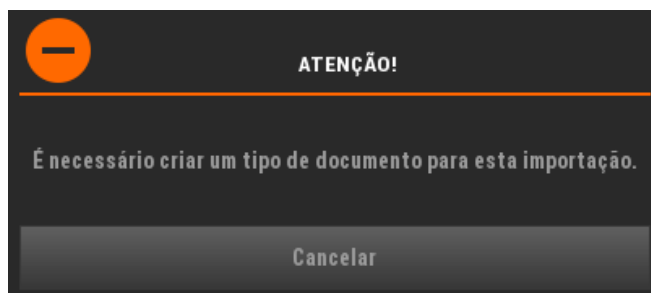 ATENÇÃO!
É necessário criar um tipo de documento para esta importação.
Cancelar